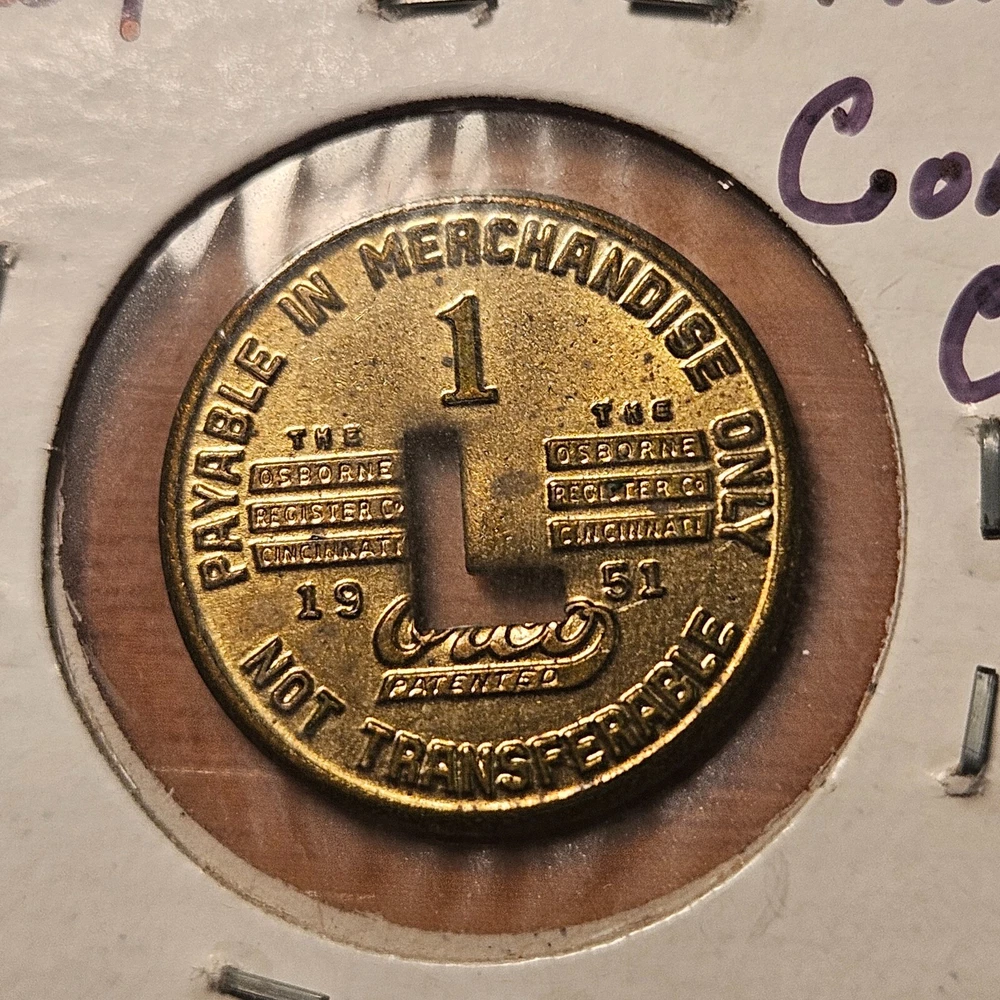 PAYABLE IN MERCHANDISE ONLY
1
THE
OSBORNE
REGISTER CO
CINCINNATI
THE
OSBORNE
REGISTER CO
CINCINNATI
19 51
Orco
PATENTED
NOT TRANSFERABLE